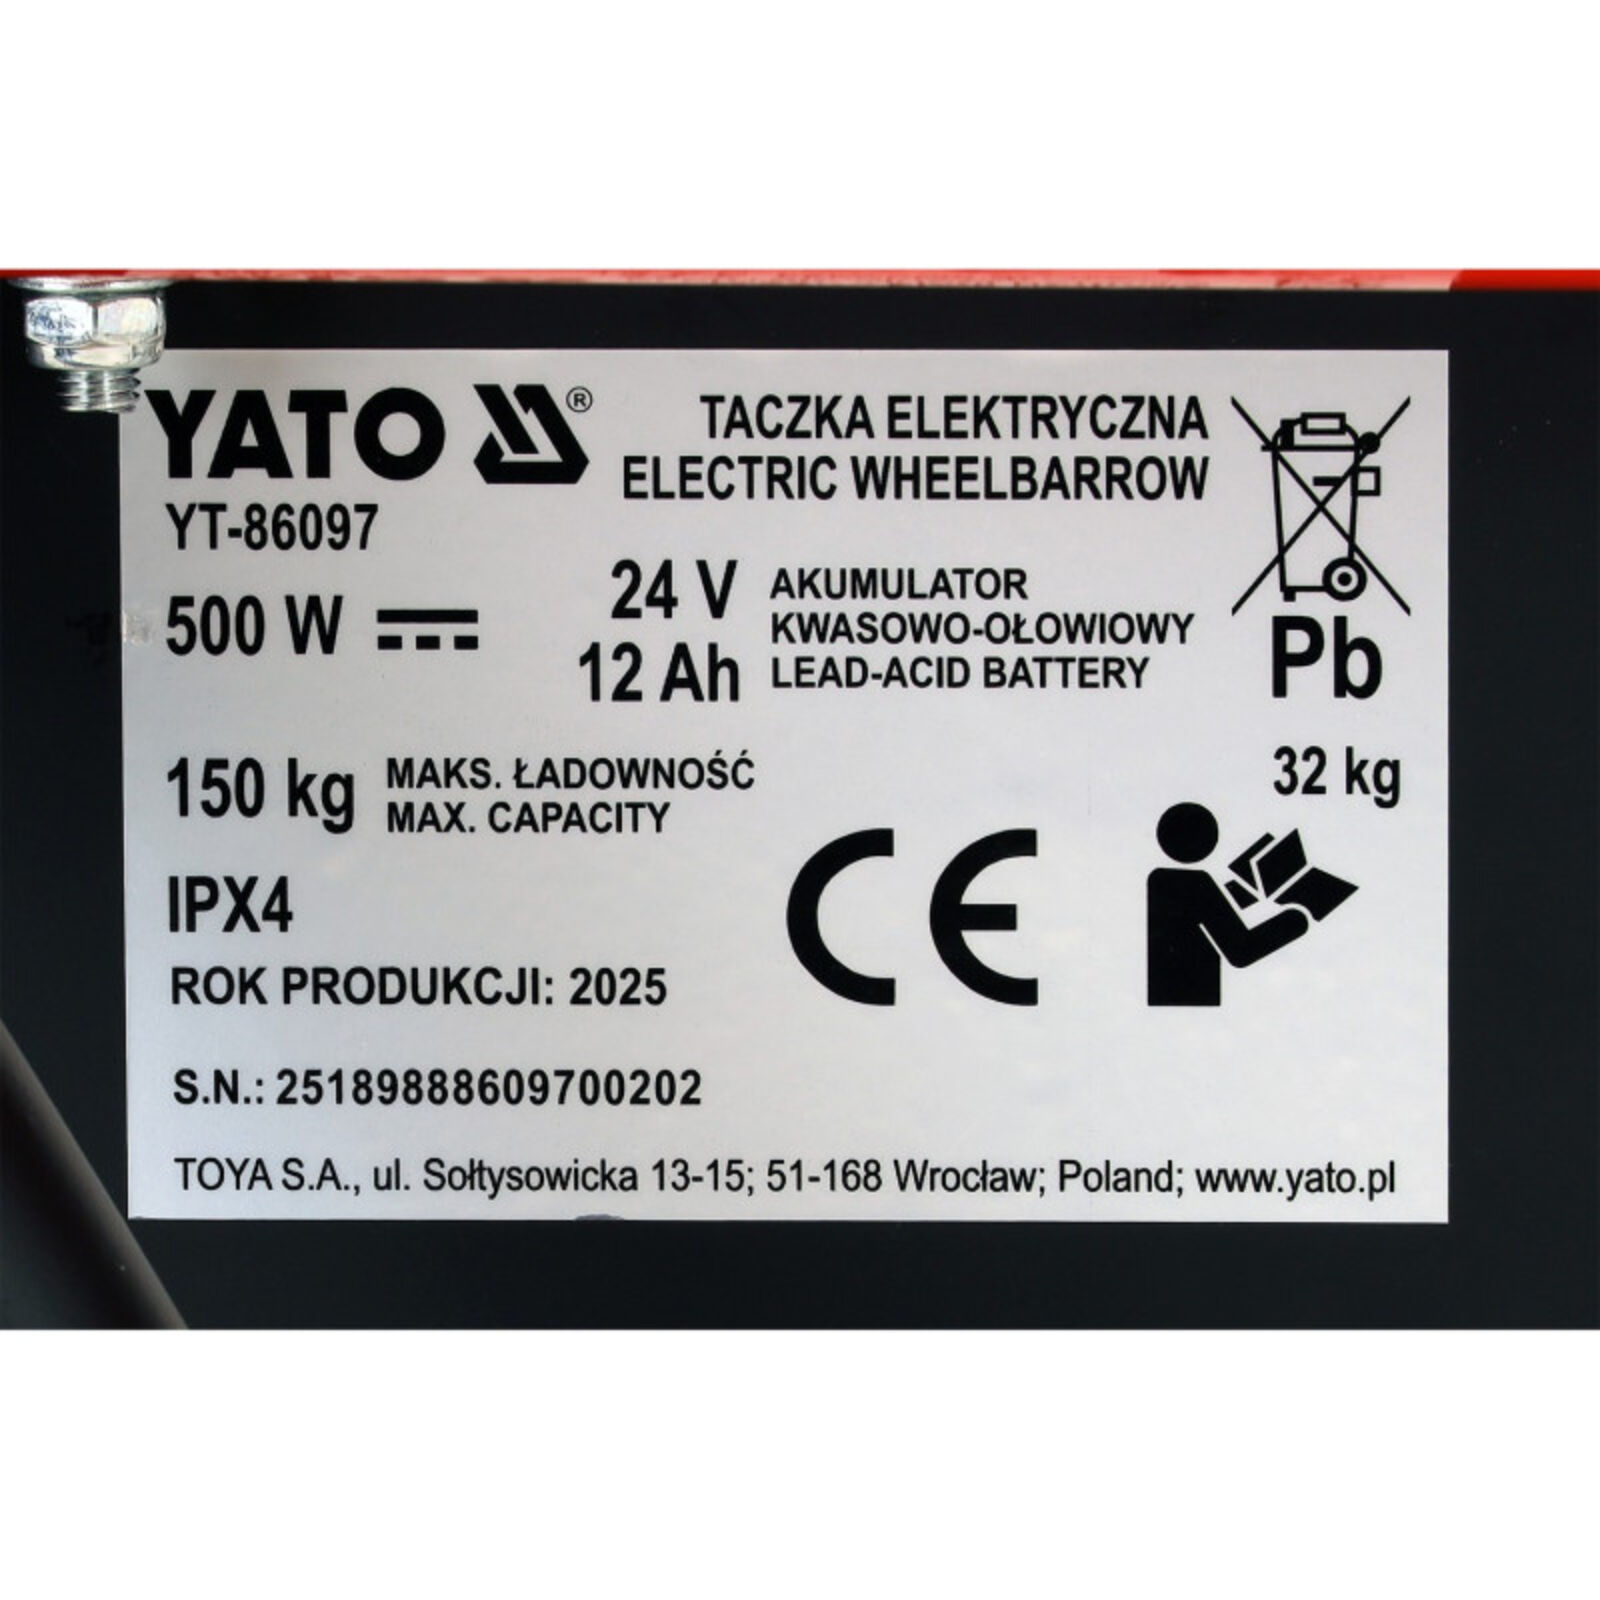 YATO ®
TACZKA ELEKTRYCZNA
ELECTRIC WHEELBARROW
YT-86097
500 W
24 V
12 Ah
AKUMULATOR
KWASOWO-OŁOWIOWY
LEAD-ACID BATTERY
Pb
150 kg
MAKS. ŁADOWNOŚĆ
MAX. CAPACITY
32 kg
IPX4
CE
ROK PRODUKCJI: 2025
S.N.: 25189888609700202
TOYA S.A., ul. Sołtysowicka 13-15; 51-168 Wrocław; Poland; www.yato.pl